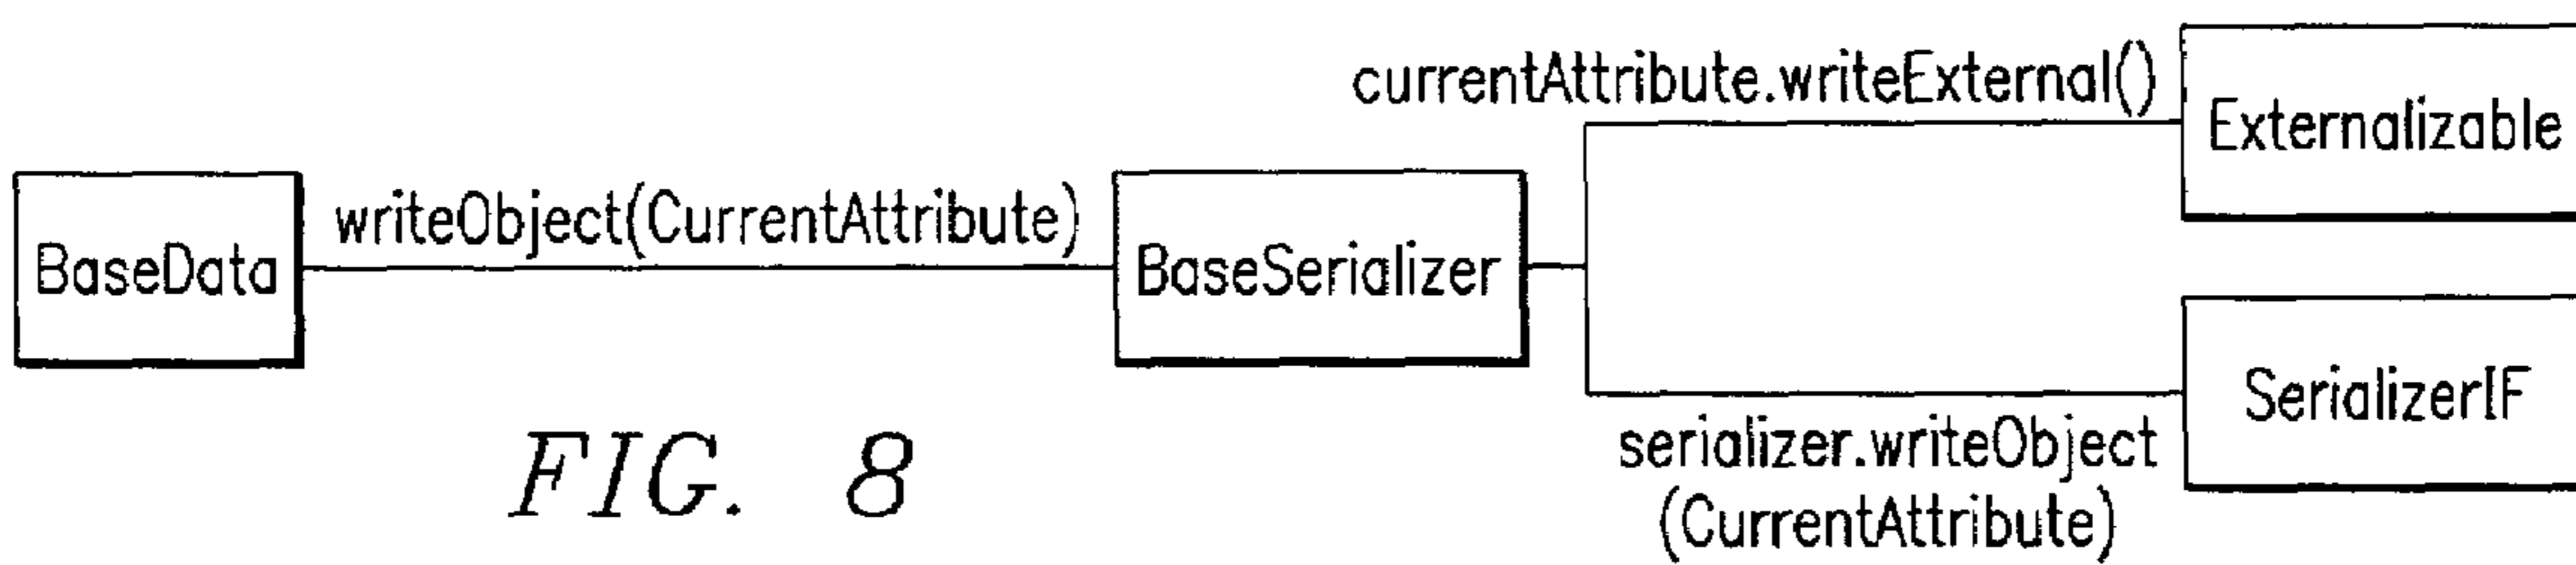 currentAttribute.writeExternal()
Externalizable
BaseData
writeObject(CurrentAttribute)
BaseSerializer
SerializerIF
serializer.writeObject
(CurrentAttribute)
FIG. 8